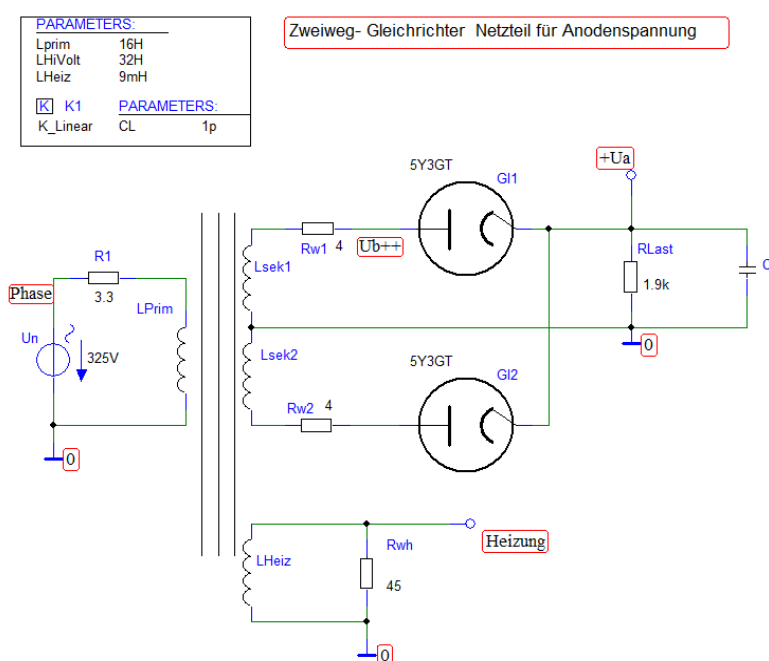 PARAMETERS:
Lprim 16H
LHiVolt 32H
LHeiz 9mH
K K1 PARAMETERS:
K_Linear CL 1p
Zweiweg- Gleichrichter Netzteil für Anodenspannung
5Y3GT
Gl1
+Ua
Rw1 4 Ub++
Lsek1
RLast
1.9k
C
R1
3.3
Phase
LPrim
Un
325V
0
Lsek2
5Y3GT
Gl2
Rw2 4
0
LHeiz
Rwh
45
Heizung
0